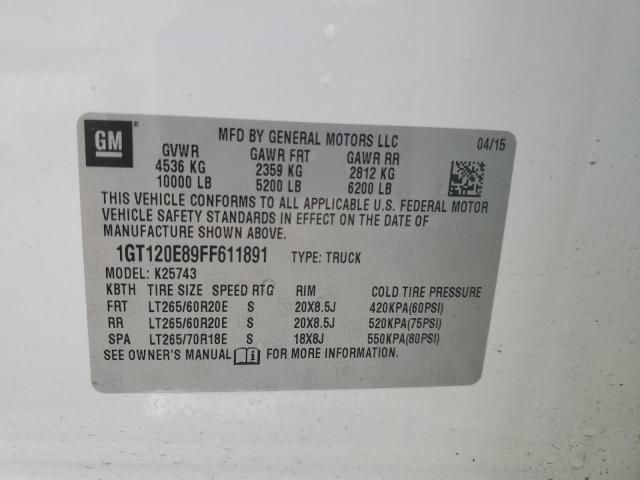 GM
MFD BY GENERAL MOTORS LLC 04/15
GVWR GAWR FRT GAWR RR
4536 KG 2359 KG 2812 KG
10000 LB 5200 LB 6200 LB
THIS VEHICLE CONFORMS TO ALL APPLICABLE U.S. FEDERAL MOTOR
VEHICLE SAFETY STANDARDS IN EFFECT ON THE DATE OF
MANUFACTURE SHOWN ABOVE.
1GT120E89FF611891 TYPE: TRUCK
MODEL: K25743
KBTH TIRE SIZE SPEED RTG RIM COLD TIRE PRESSURE
FRT LT265/60R20E S 20X8.5J 420KPA(60PSI)
RR LT265/60R20E S 20X8.5J 520KPA(75PSI)
SPA LT265/70R18E S 18X8J 550KPA(80PSI)
SEE OWNER'S MANUAL FOR MORE INFORMATION.